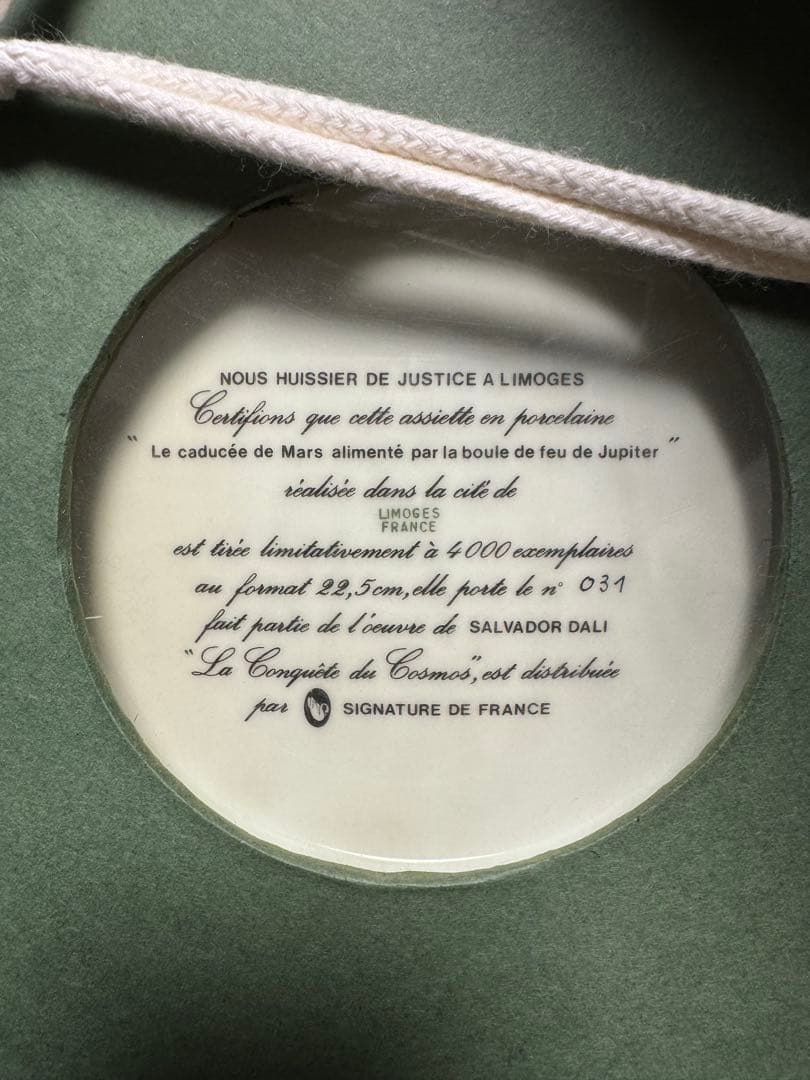 NOUS HUISSIER DE JUSTICE A LIMOGES
Certifions que cette assiette en porcelaine
" Le caducée de Mars alimenté par la boule de feu de Jupiter "
réalisée dans la cité de
LIMOGES
FRANCE
est tirée limitativement à 4000 exemplaires
au format 22,5cm, elle porte le n° 031
fait partie de l'oeuvre de SALVADOR DALI
"La Conquête du Cosmos", est distribuée
par SIGNATURE DE FRANCE